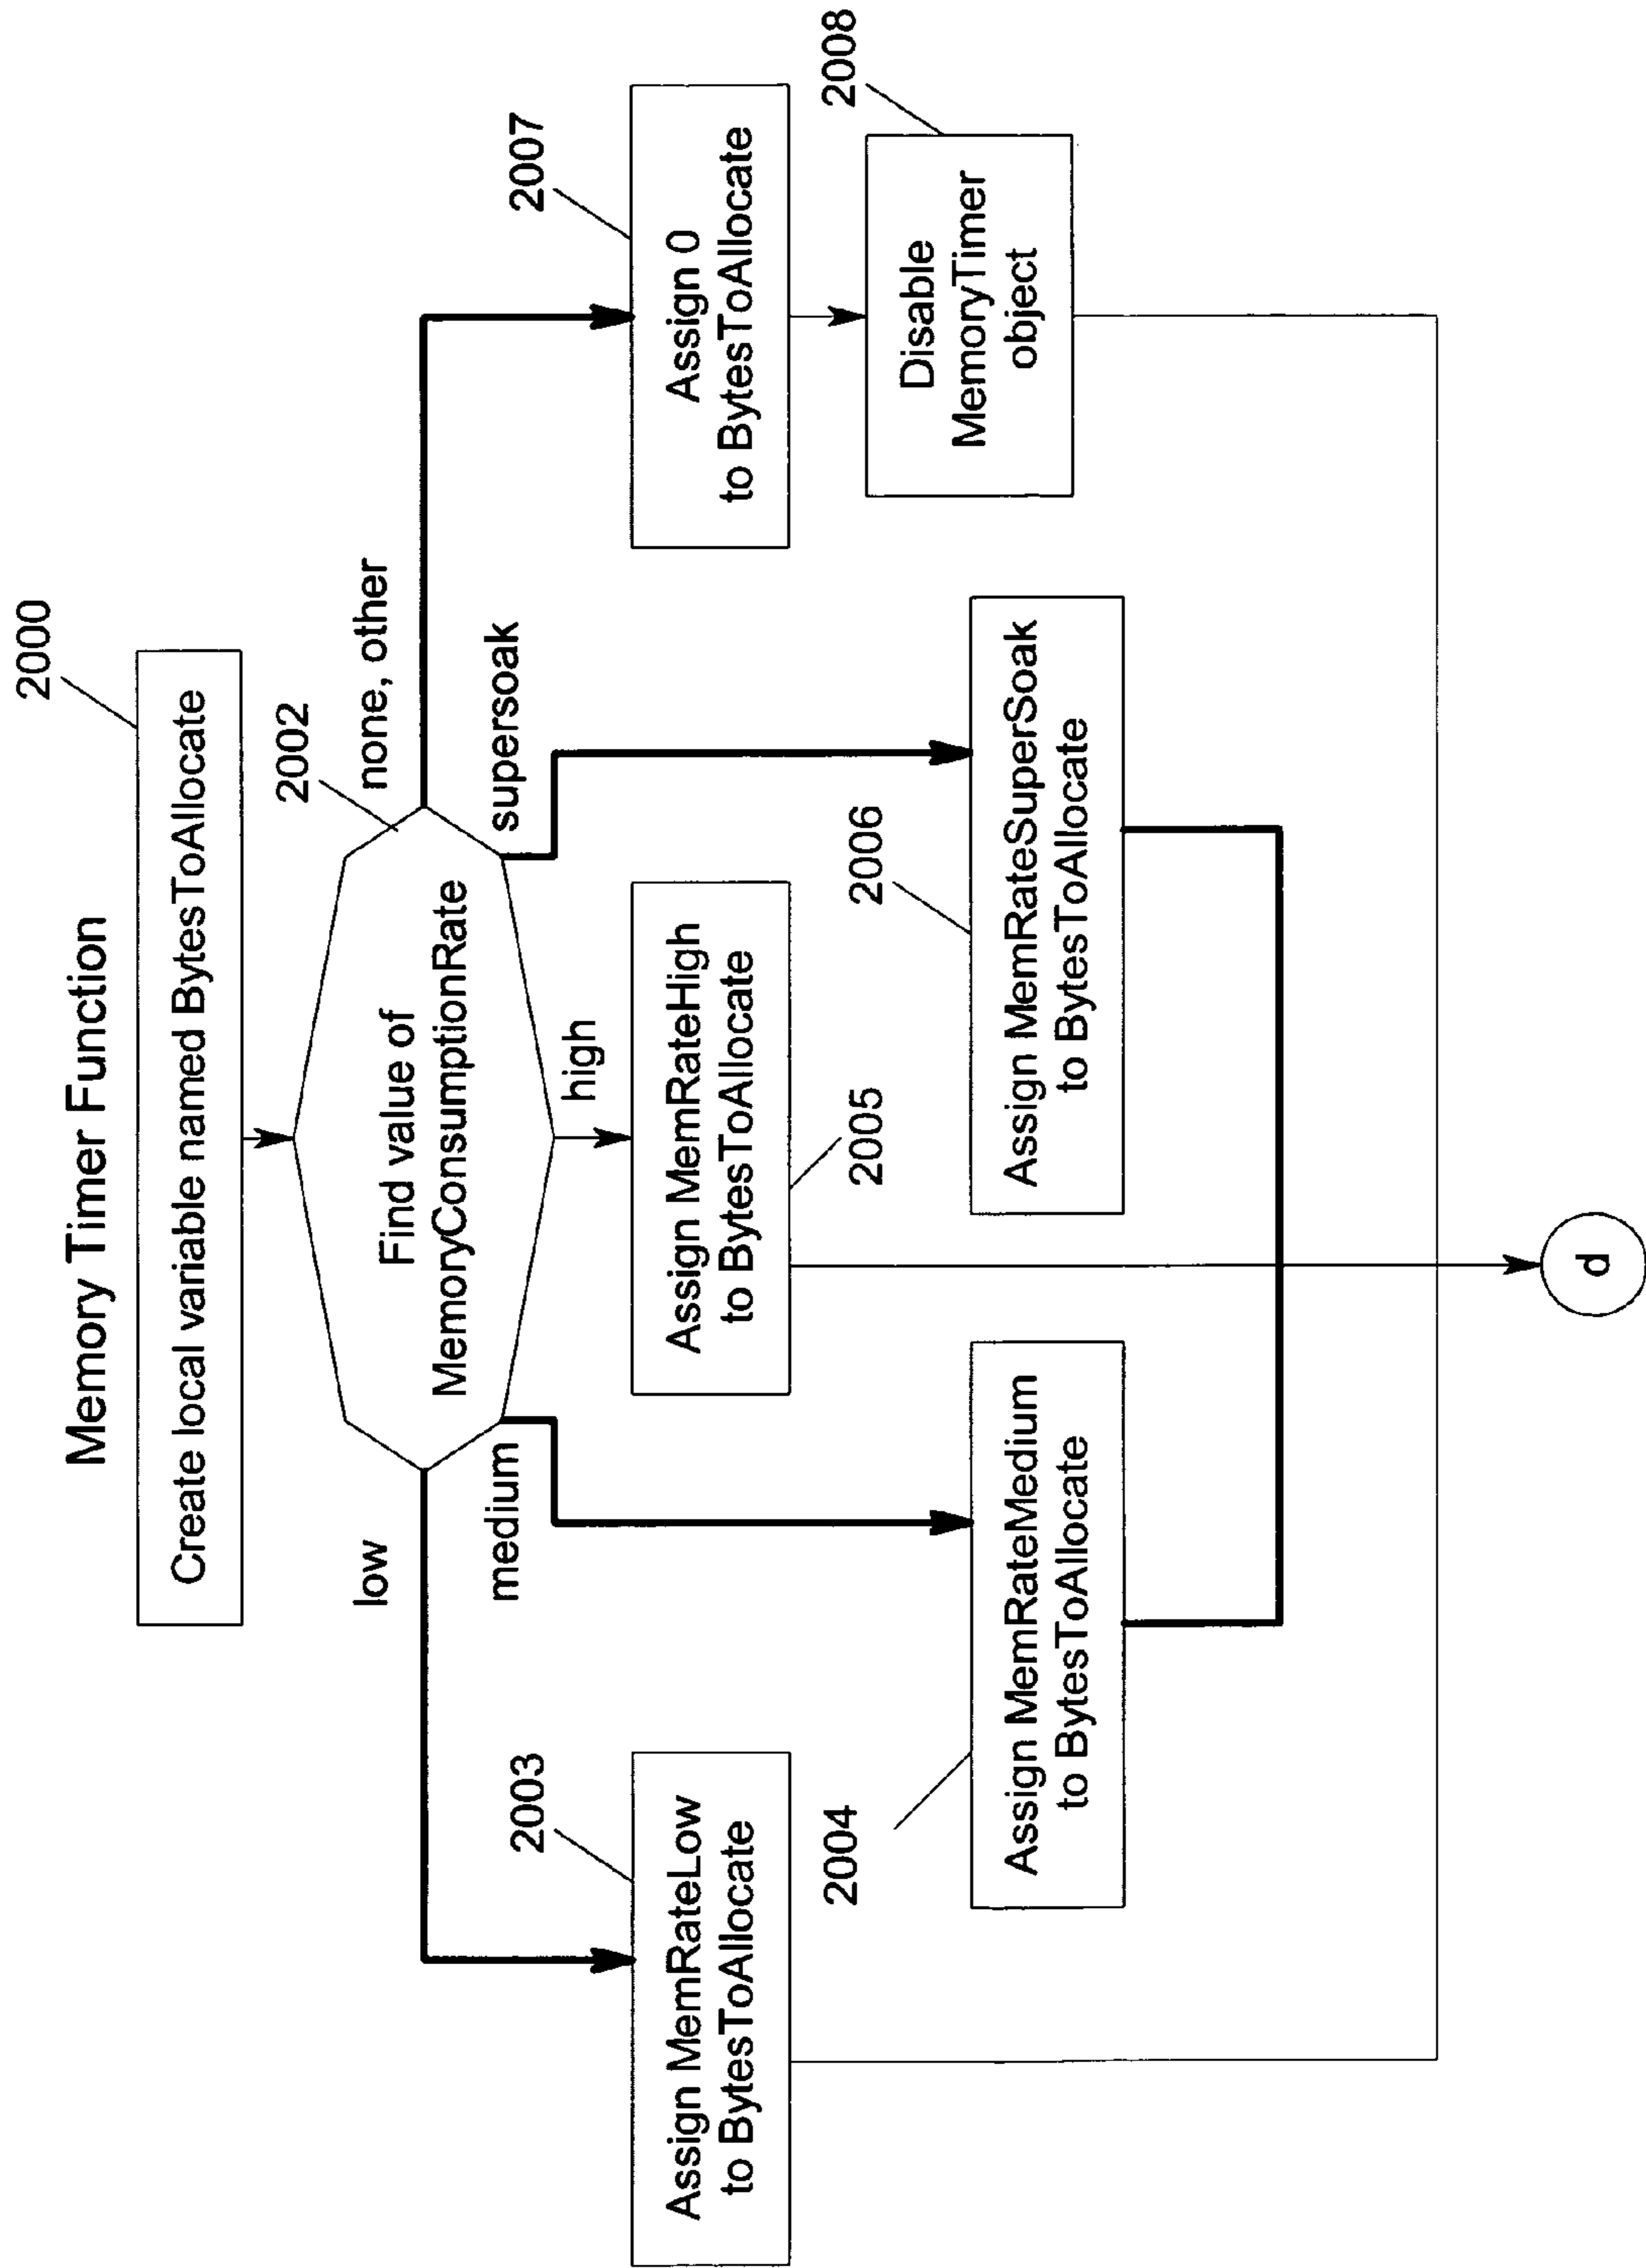 Memory Timer Function
2000
Create local variable named BytesToAllocate
2002
Find value of
MemoryConsumptionRate
low
none, other
medium
high
supersoak
2003
Assign MemRateLow
to BytesToAllocate
2005
Assign MemRateHigh
to BytesToAllocate
2007
Assign 0
to BytesToAllocate
2004
Assign MemRateMedium
to BytesToAllocate
2006
Assign MemRateSuperSoak
to BytesToAllocate
2008
Disable
MemoryTimer
object
d